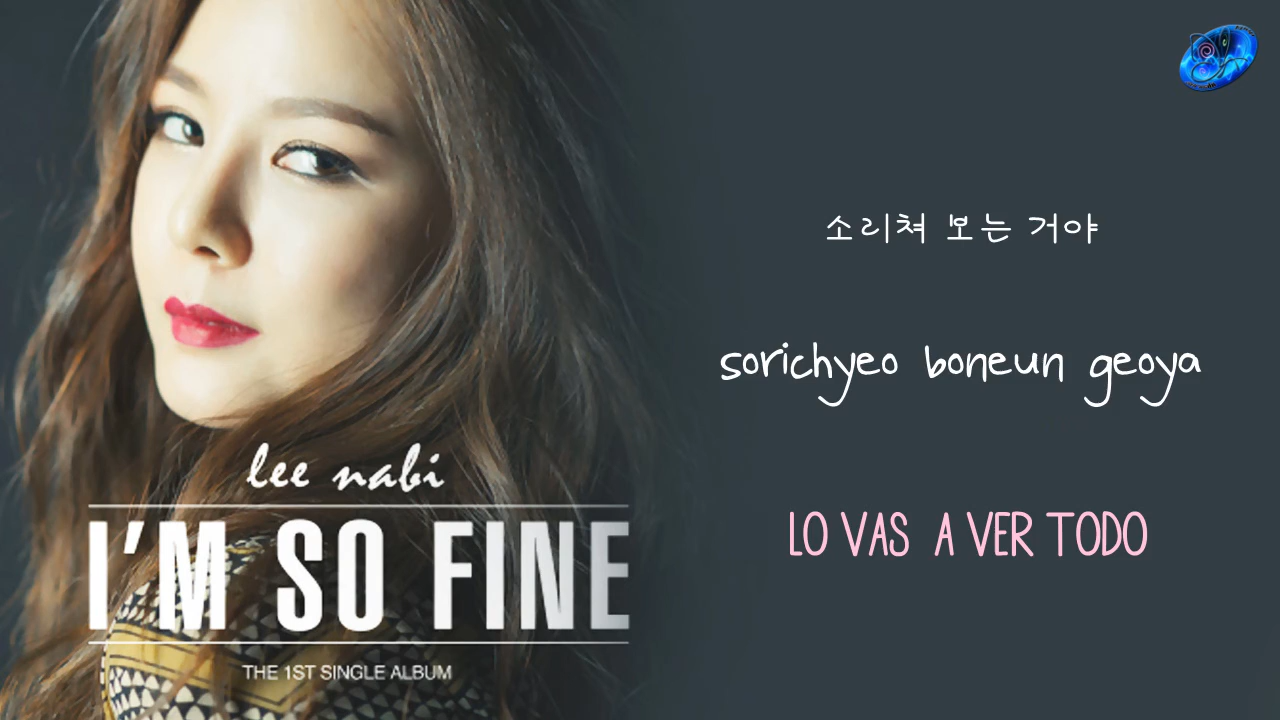 lee nabi
I'M SO FINE
THE 1ST SINGLE ALBUM
소리쳐 보는 거야
sorichyeo boneun geoya
LO VAS A VER TODO